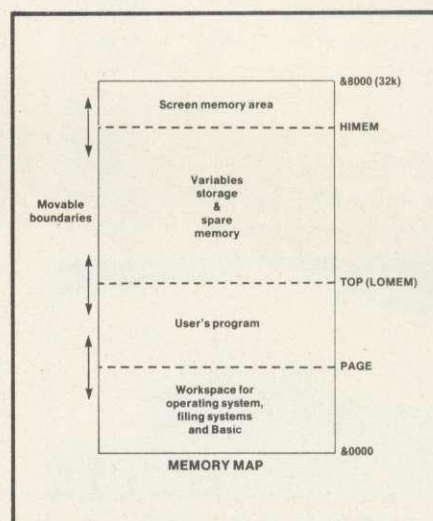 &8000 (32k)
Screen memory area
HIMEM
Variables
storage
&
spare
memory
Movable
boundaries
TOP (LOMEM)
User's program
PAGE
Workspace for
operating system,
filing systems
and Basic
&0000
MEMORY MAP